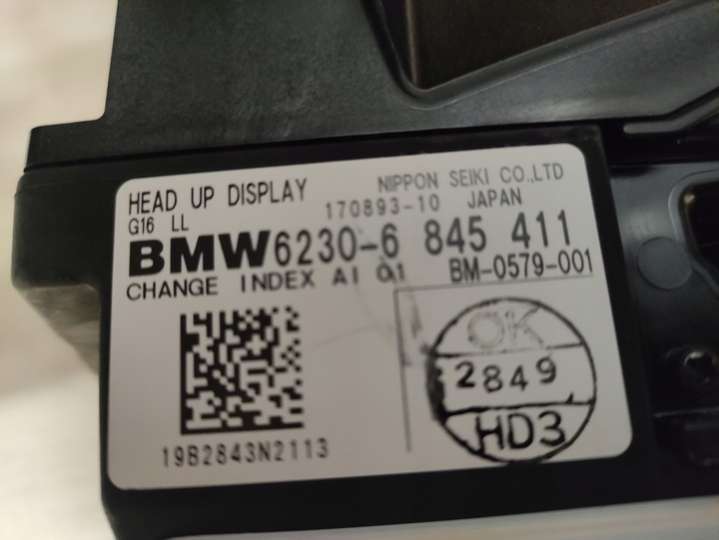 HEAD UP DISPLAY NIPPON SEIKI CO.,LTD
G16 LL 170893-10 JAPAN
BMW 6230-6 845 411
CHANGE INDEX AI 01 BM-0579-001
OK
2849
HD3
19B2843N2113